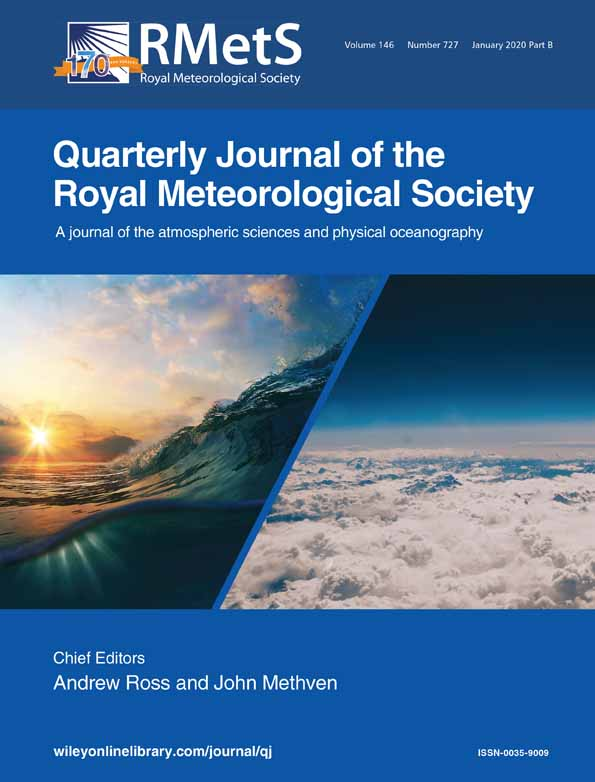 RMetS
Royal Meteorological Society
170
Volume 146 Number 727 January 2020 Part B
Quarterly Journal of the
Royal Meteorological Society
A journal of the atmospheric sciences and physical oceanography
Chief Editors
Andrew Ross and John Methven
wileyonlinelibrary.com/journal/qj
ISSN-0035-9009